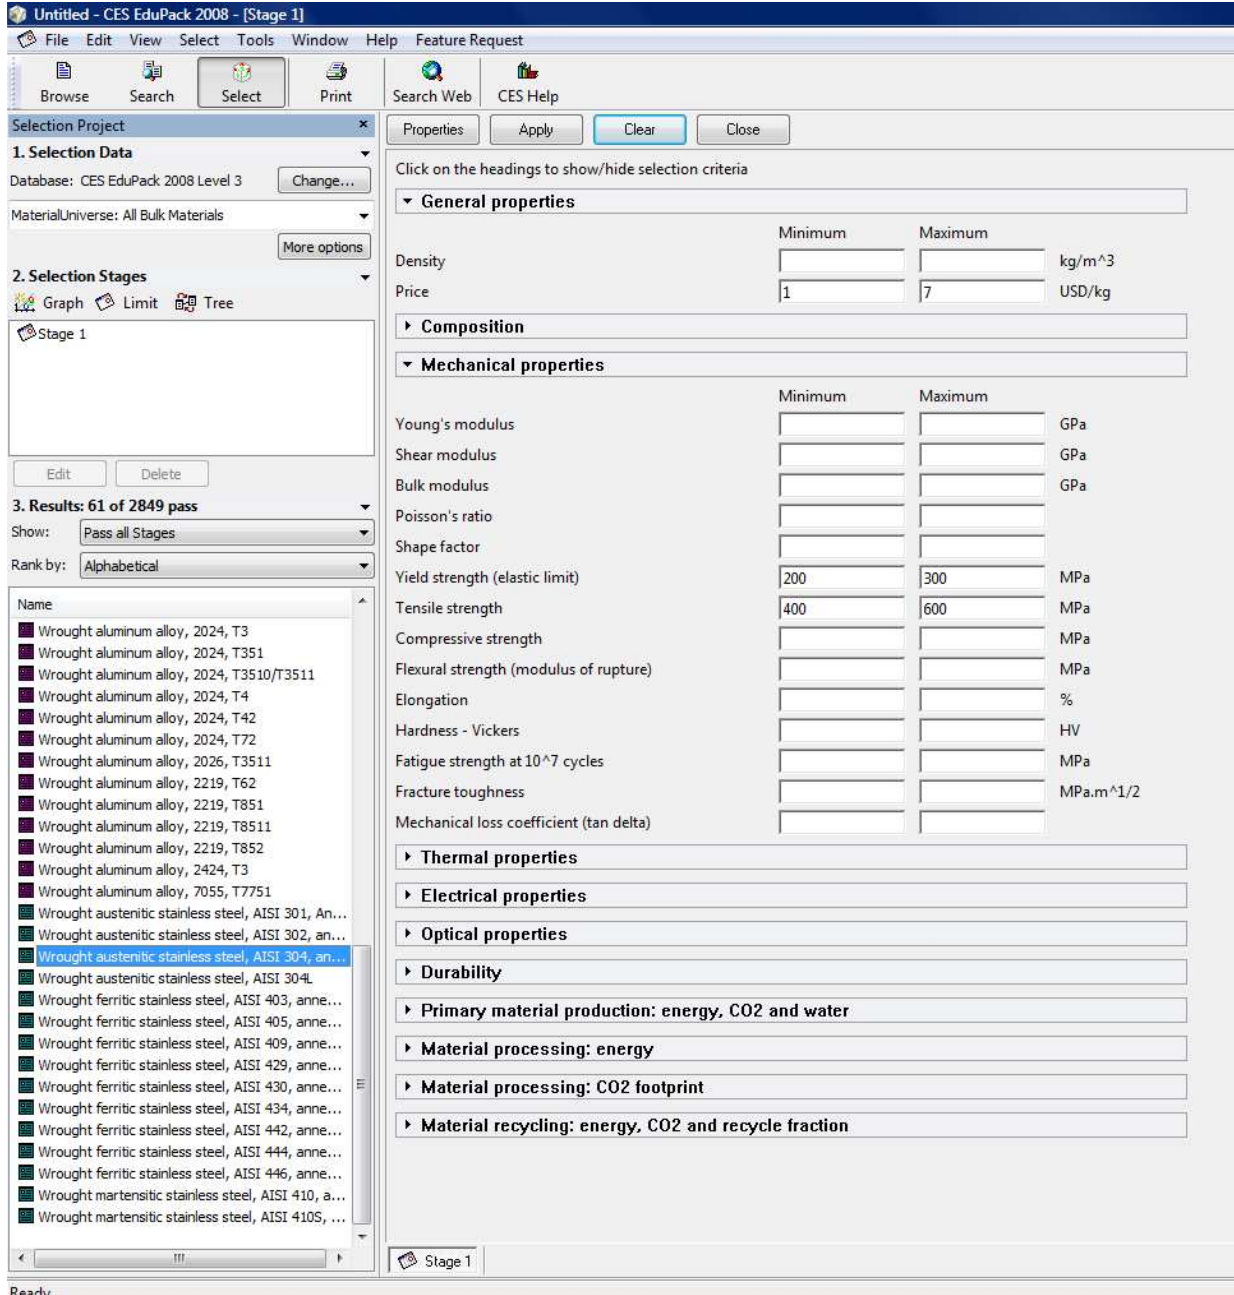 Untitled - CES EduPack 2008 - [Stage 1]
File Edit View Select Tools Window Help Feature Request
Browse Search Select Print Search Web CES Help
Selection Project
1. Selection Data
Database: CES EduPack 2008 Level 3 Change...
MaterialUniverse: All Bulk Materials
More options
2. Selection Stages
Graph Limit Tree
Stage 1
Edit Delete
3. Results: 61 of 2849 pass
Show: Pass all Stages
Rank by: Alphabetical
Name
Wrought aluminum alloy, 2024, T3
Wrought aluminum alloy, 2024, T351
Wrought aluminum alloy, 2024, T3510/T3511
Wrought aluminum alloy, 2024, T4
Wrought aluminum alloy, 2024, T42
Wrought aluminum alloy, 2024, T72
Wrought aluminum alloy, 2026, T3511
Wrought aluminum alloy, 2219, T62
Wrought aluminum alloy, 2219, T851
Wrought aluminum alloy, 2219, T8511
Wrought aluminum alloy, 2219, T852
Wrought aluminum alloy, 2424, T3
Wrought aluminum alloy, 7055, T7751
Wrought austenitic stainless steel, AISI 301, An...
Wrought austenitic stainless steel, AISI 302, an...
Wrought austenitic stainless steel, AISI 304, an...
Wrought austenitic stainless steel, AISI 304L
Wrought ferritic stainless steel, AISI 403, anne...
Wrought ferritic stainless steel, AISI 405, anne...
Wrought ferritic stainless steel, AISI 409, anne...
Wrought ferritic stainless steel, AISI 429, anne...
Wrought ferritic stainless steel, AISI 430, anne...
Wrought ferritic stainless steel, AISI 434, anne...
Wrought ferritic stainless steel, AISI 442, anne...
Wrought ferritic stainless steel, AISI 444, anne...
Wrought ferritic stainless steel, AISI 446, anne...
Wrought martensitic stainless steel, AISI 410, a...
Wrought martensitic stainless steel, AISI 410S, ...
Properties Apply Clear Close
Click on the headings to show/hide selection criteria
General properties
Minimum Maximum
Density kg/m^3
Price 1 7 USD/kg
Composition
Mechanical properties
Minimum Maximum
Young's modulus GPa
Shear modulus GPa
Bulk modulus GPa
Poisson's ratio
Shape factor
Yield strength (elastic limit) 200 300 MPa
Tensile strength 400 600 MPa
Compressive strength MPa
Flexural strength (modulus of rupture) MPa
Elongation %
Hardness - Vickers HV
Fatigue strength at 10^7 cycles MPa
Fracture toughness MPa.m^1/2
Mechanical loss coefficient (tan delta)
Thermal properties
Electrical properties
Optical properties
Durability
Primary material production: energy, CO2 and water
Material processing: energy
Material processing: CO2 footprint
Material recycling: energy, CO2 and recycle fraction
Stage 1
Ready